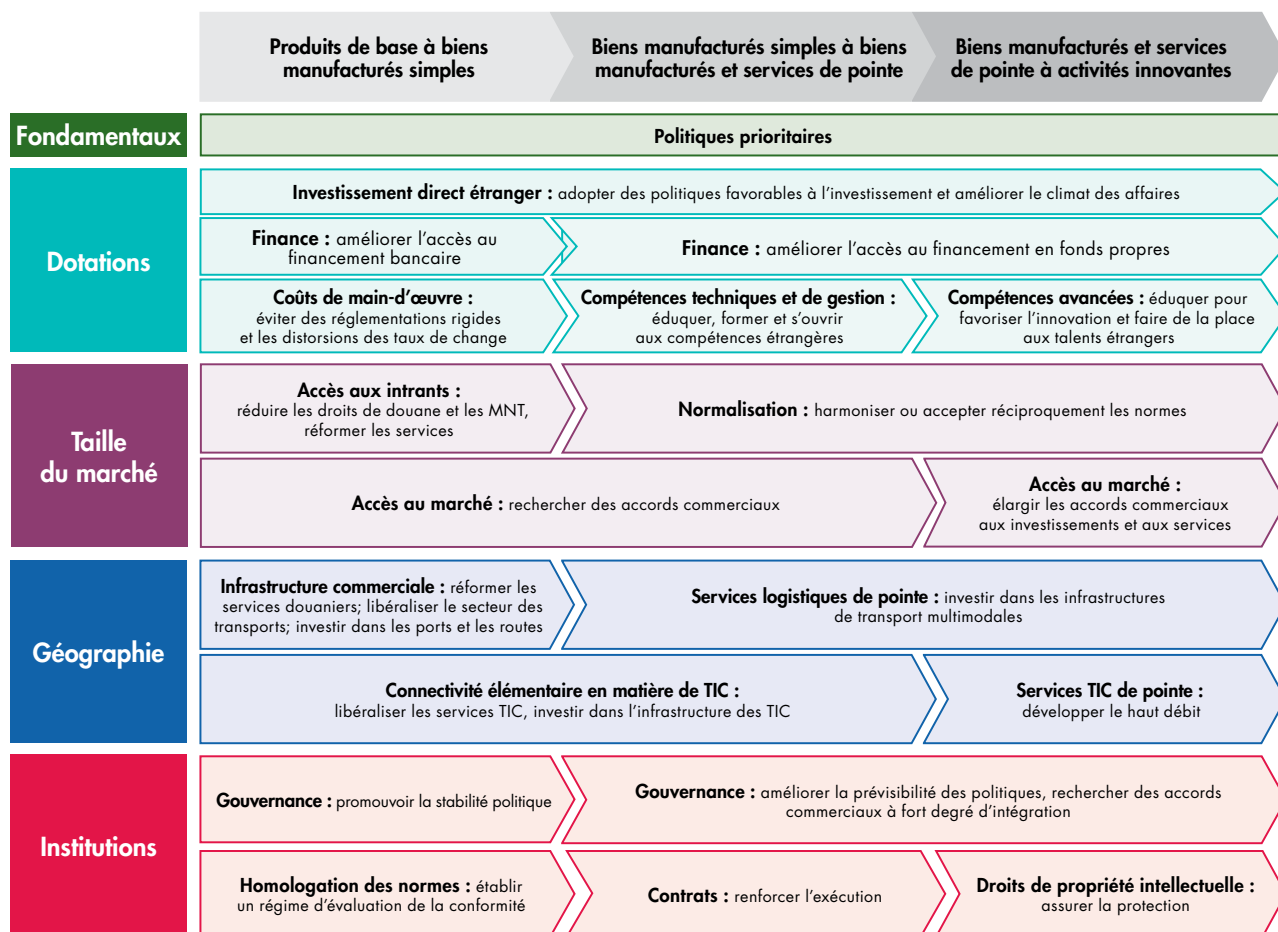 Produits de base à biens
manufacturés simples
Biens manufacturés simples à biens
manufacturés et services de pointe
Biens manufacturés et services
de pointe à activités innovantes
Fondamentaux
Politiques prioritaires
Dotations
Investissement direct étranger : adopter des politiques favorables à l'investissement et améliorer le climat des affaires
Finance : améliorer l'accès au
financement bancaire
Finance : améliorer l'accès au financement en fonds propres
Coûts de main-d'œuvre :
éviter des réglementations rigides
et les distorsions des taux de change
Compétences techniques et de gestion :
éduquer, former et s'ouvrir
aux compétences étrangères
Compétences avancées : éduquer pour
favoriser l'innovation et faire de la place
aux talents étrangers
Taille
du marché
Accès aux intrants :
réduire les droits de douane et les MNT,
réformer les services
Normalisation : harmoniser ou accepter réciproquement les normes
Accès au marché : rechercher des accords commerciaux
Accès au marché :
élargir les accords commerciaux
aux investissements et aux services
Géographie
Infrastructure commerciale : réformer les
services douaniers; libéraliser le secteur des
transports; investir dans les ports et les routes
Services logistiques de pointe : investir dans les infrastructures
de transport multimodales
Connectivité élémentaire en matière de TIC :
libéraliser les services TIC, investir dans l'infrastructure des TIC
Services TIC de pointe :
développer le haut débit
Institutions
Gouvernance : promouvoir la stabilité politique
Gouvernance : améliorer la prévisibilité des politiques, rechercher des accords
commerciaux à fort degré d'intégration
Homologation des normes : établir
un régime d'évaluation de la conformité
Contrats : renforcer l'exécution
Droits de propriété intellectuelle :
assurer la protection